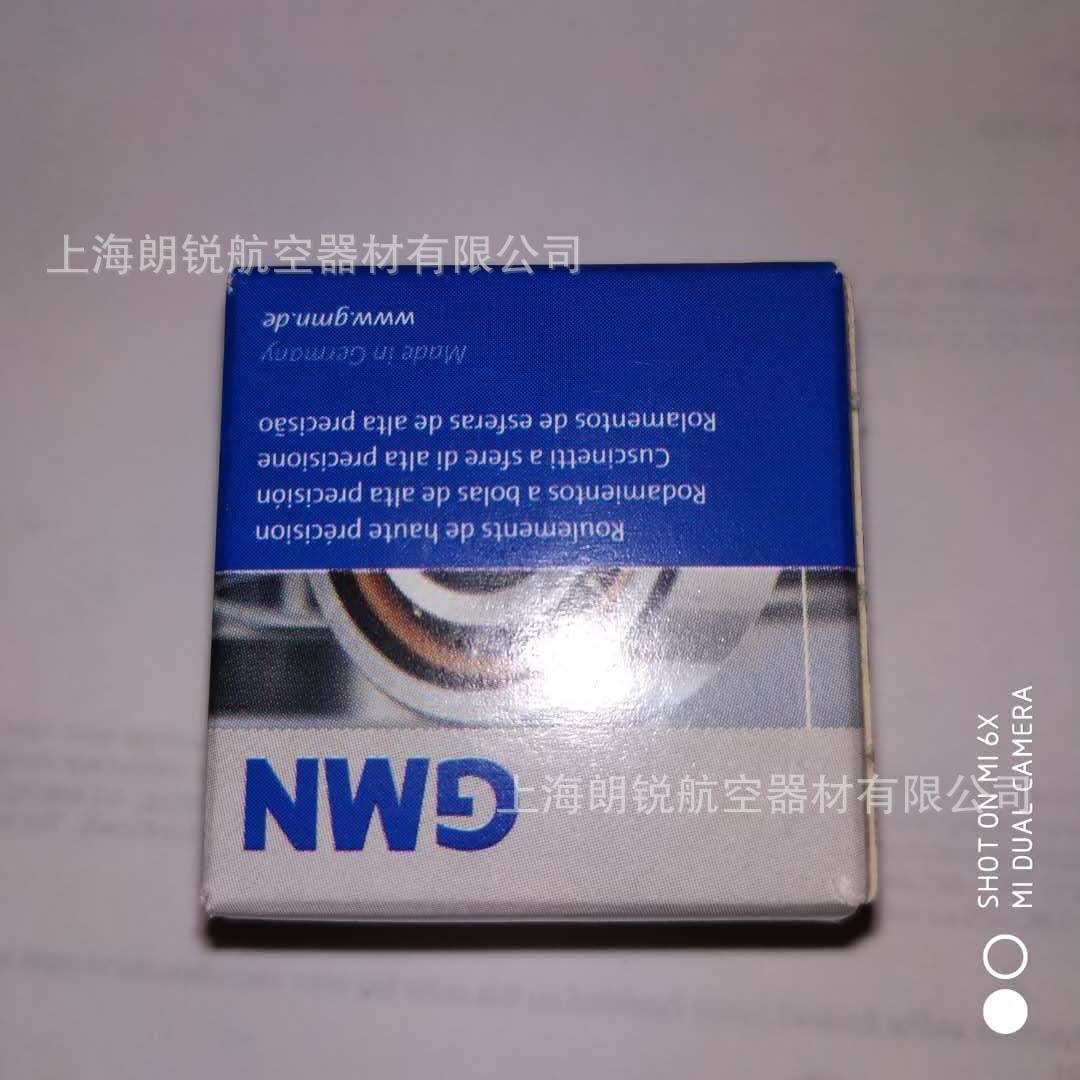 上海朗锐航空器材有限公司
GMN
Roulements de haute précision
Rodamientos a bolas de alta precisión
Cuscinetti a sfere di alta precisione
Rolamentos de esferas de alta precisão
Made in Germany
www.gmn.de
上海朗锐航空器材有限公司
SHOT ON MI 6X
MI DUAL CAMERA